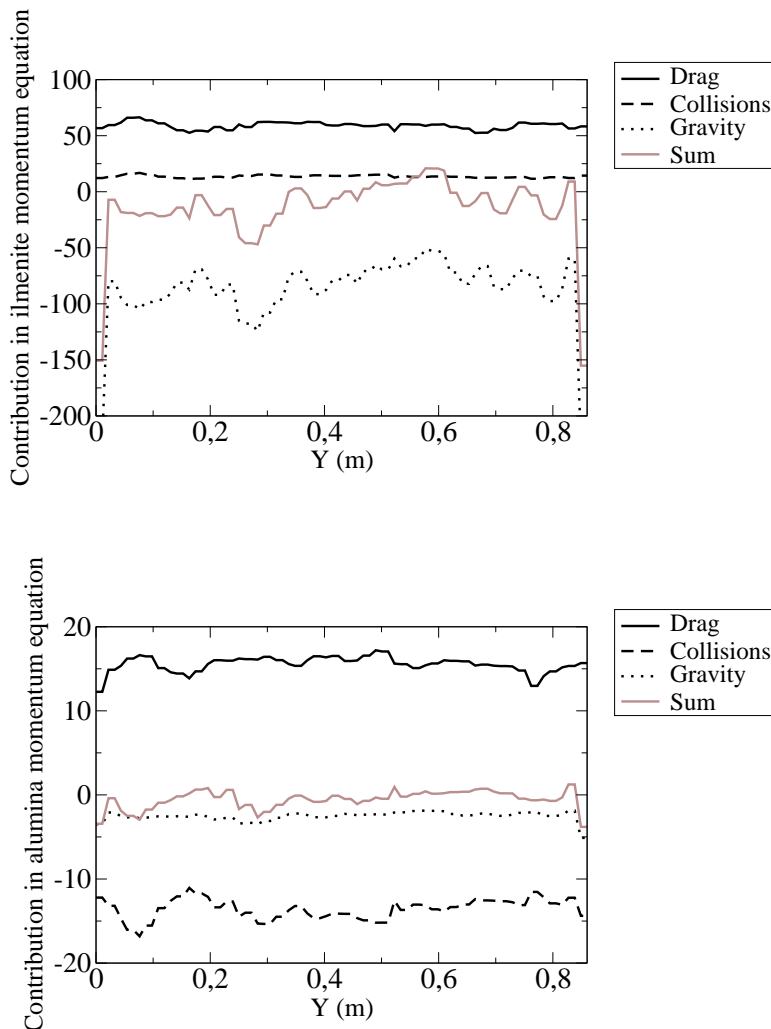 Contribution in ilmenite momentum equation
100
50
0
-50
-100
-150
-200
0
0,2
0,4
0,6
0,8
Y (m)
Drag
Collisions
Gravity
Sum
Contribution in alumina momentum equation
20
10
0
-10
-20
0
0,2
0,4
0,6
0,8
Y (m)
Drag
Collisions
Gravity
Sum